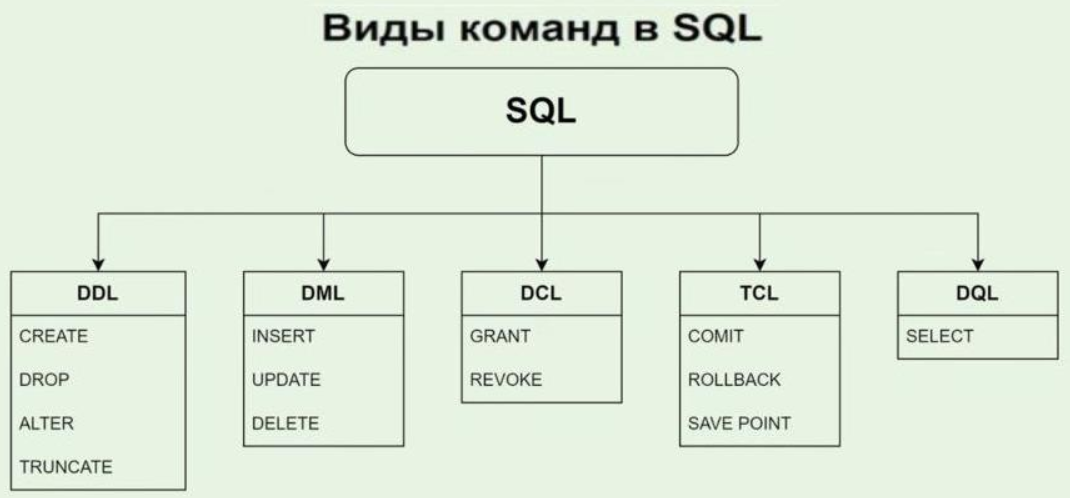 Виды команд в SQL
SQL
DDL
CREATE
DROP
ALTER
TRUNCATE
DML
INSERT
UPDATE
DELETE
DCL
GRANT
REVOKE
TCL
COMIT
ROLLBACK
SAVE POINT
DQL
SELECT